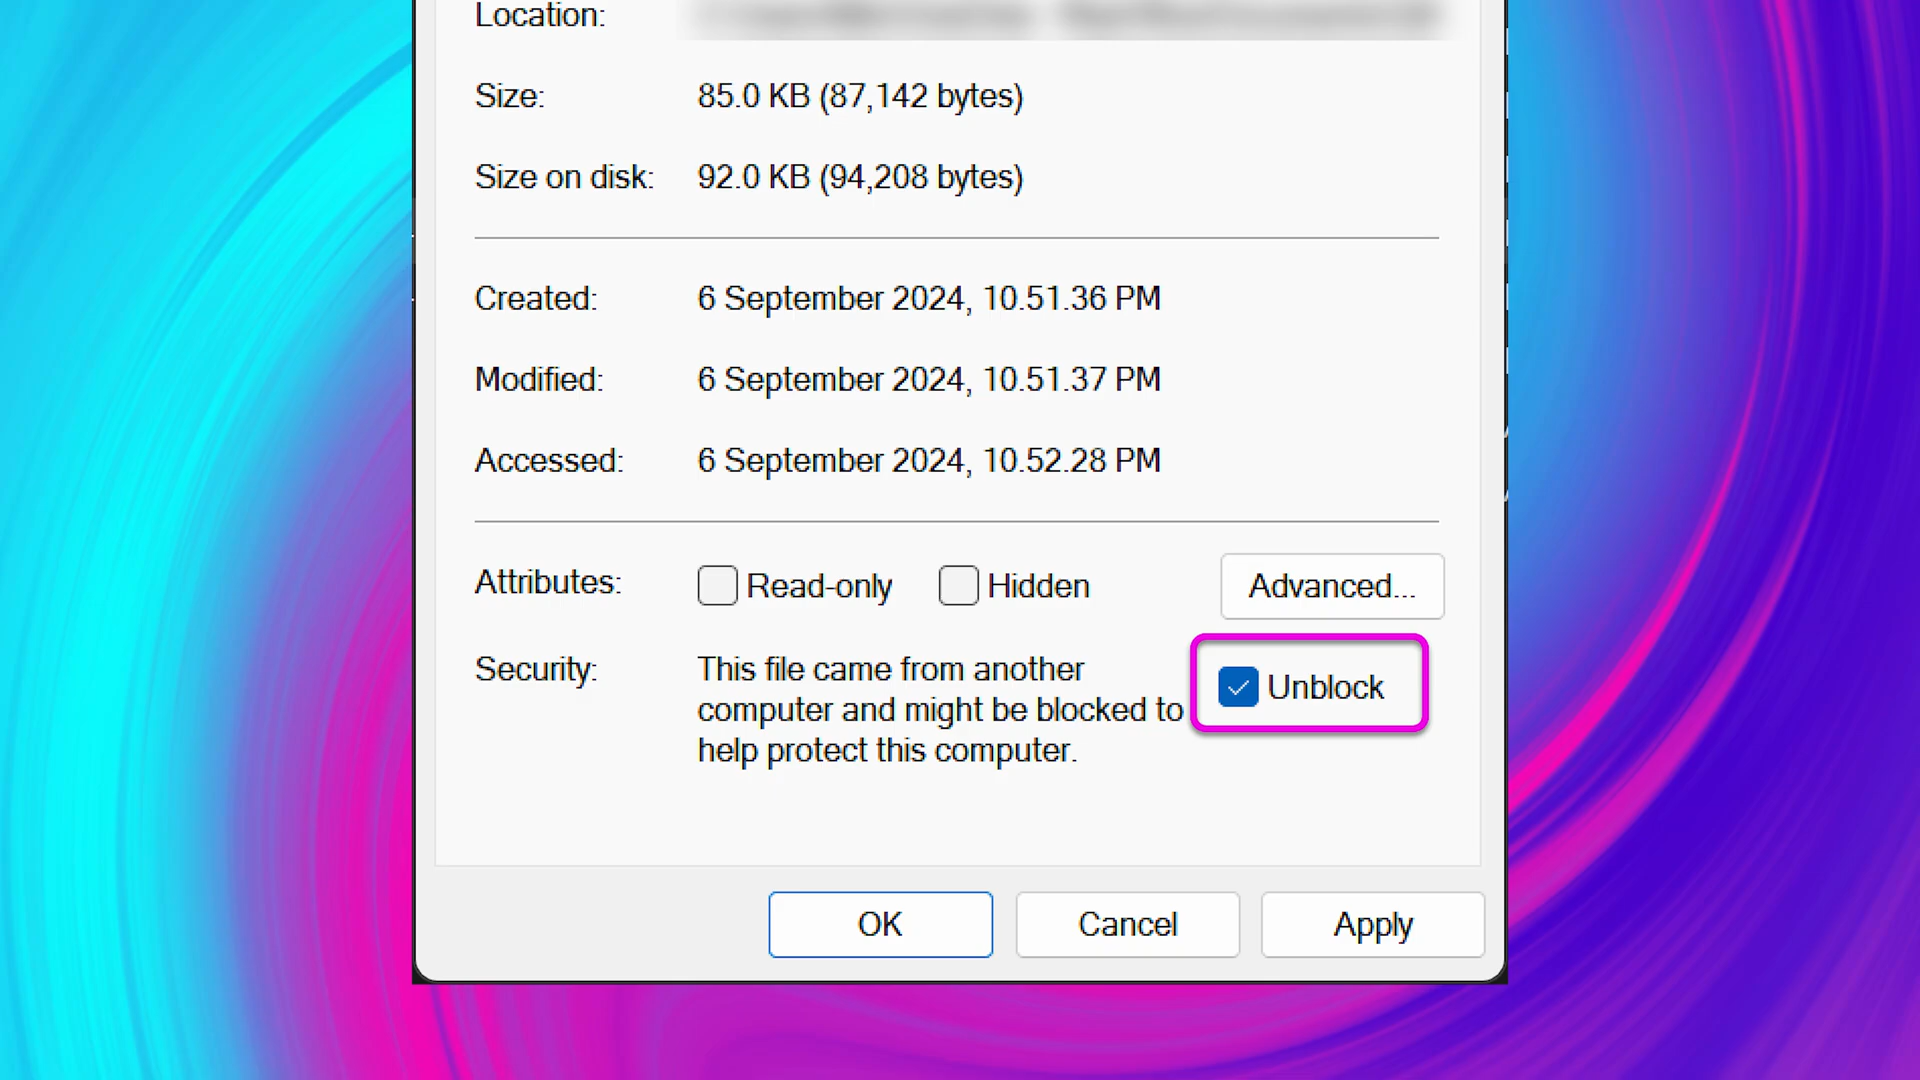 Location:
Size: 85.0 KB (87,142 bytes)
Size on disk: 92.0 KB (94,208 bytes)
Created: 6 September 2024, 10.51.36 PM
Modified: 6 September 2024, 10.51.37 PM
Accessed: 6 September 2024, 10.52.28 PM
Attributes: Read-only Hidden Advanced...
Security: This file came from another
computer and might be blocked to
help protect this computer.
Unblock
OK Cancel Apply